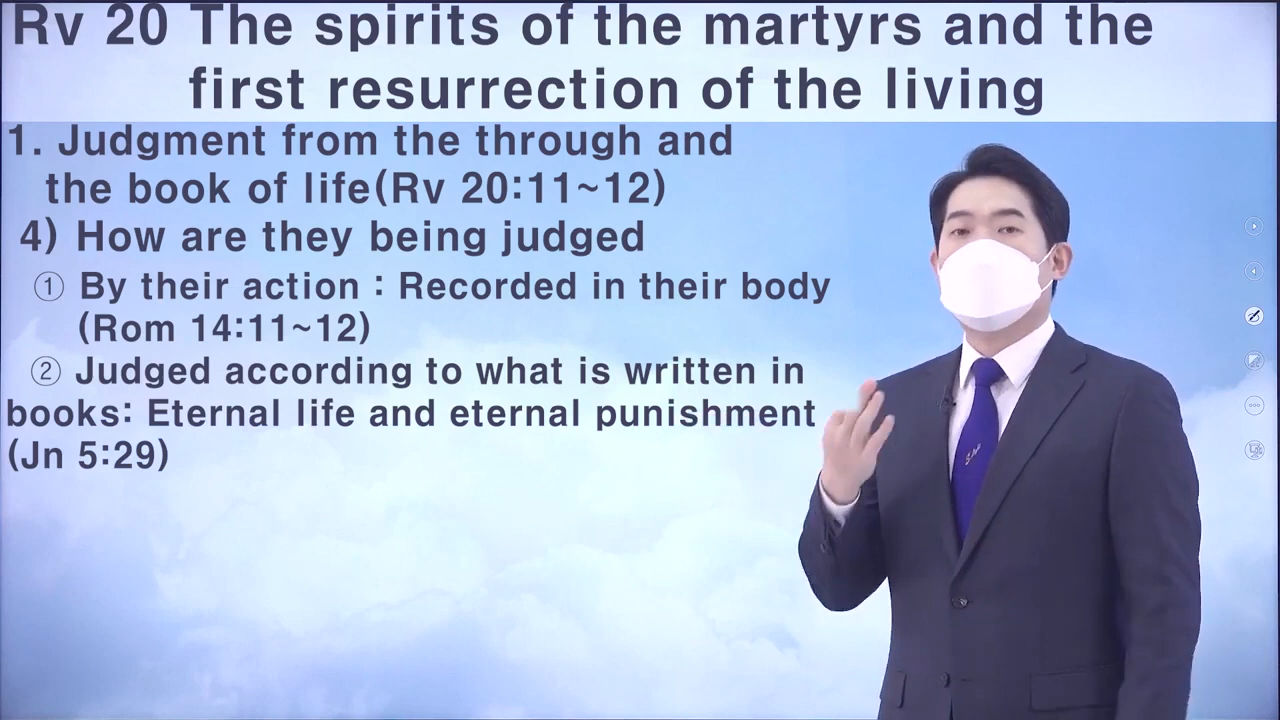 Rv 20 The spirits of the martyrs and the
first resurrection of the living
1. Judgment from the through and
the book of life(Rv 20:11~12)
4) How are they being judged
① By their action : Recorded in their body
(Rom 14:11~12)
② Judged according to what is written in
books: Eternal life and eternal punishment
(Jn 5:29)